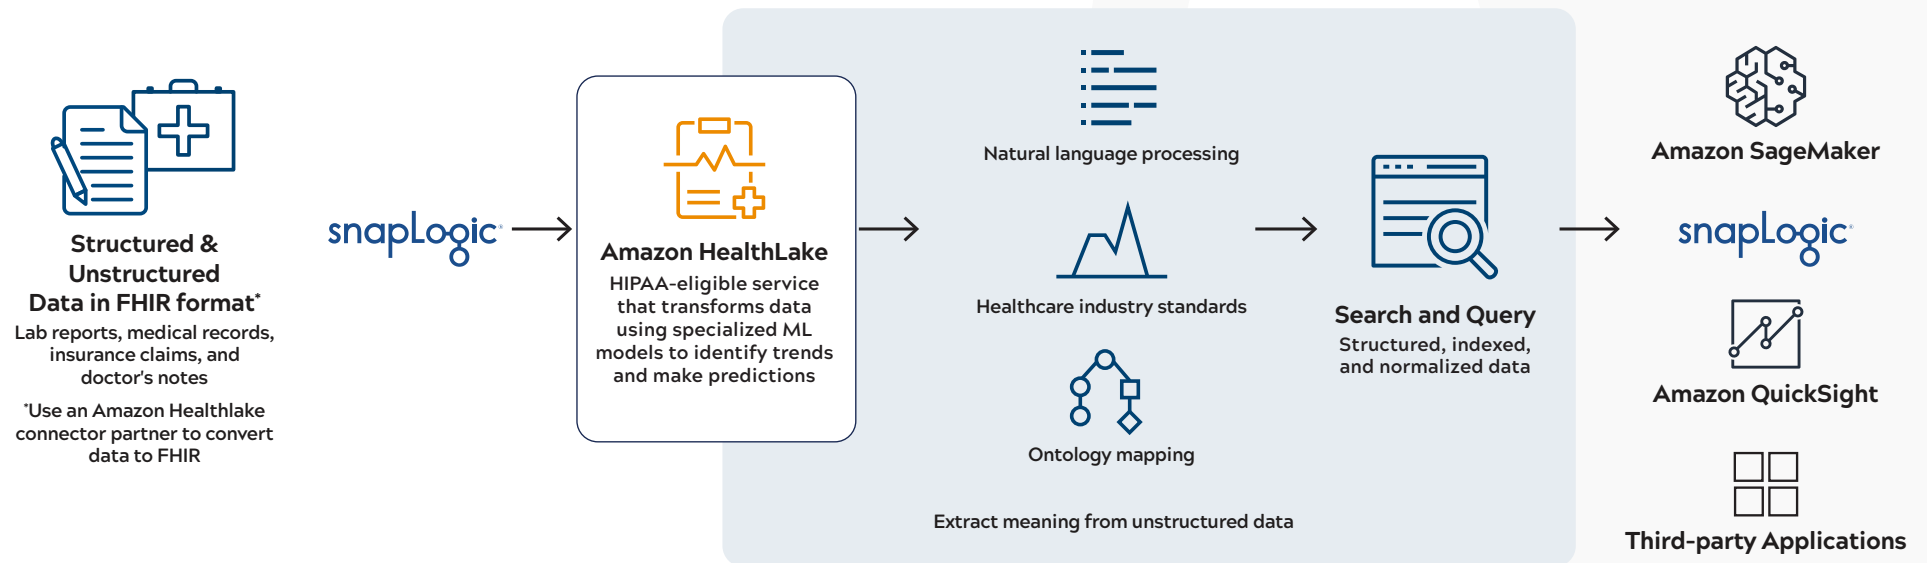 Structured &
Unstructured
Data in FHIR format*
Lab reports, medical records,
insurance claims, and
doctor's notes
*Use an Amazon Healthlake
connector partner to convert
data to FHIR
snapLogic
Amazon HealthLake
HIPAA-eligible service
that transforms data
using specialized ML
models to identify trends
and make predictions
Natural language processing
Healthcare industry standards
Ontology mapping
Extract meaning from unstructured data
Search and Query
Structured, indexed,
and normalized data
Amazon SageMaker
snapLogic
Amazon QuickSight
Third-party Applications